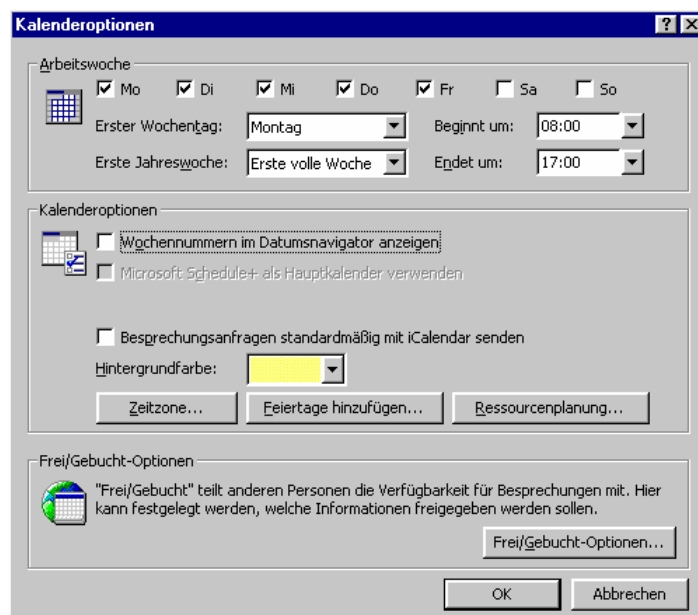 Kalenderoptionen
Arbeitswoche
Mo Di Mi Do Fr Sa So
Erster Wochentag: Montag Beginnt um: 08:00
Erste Jahreswoche: Erste volle Woche Endet um: 17:00
Kalenderoptionen
Wochennummern im Datumsnavigator anzeigen
Microsoft Schedule+ als Hauptkalender verwenden
Besprechungsanfragen standardmäßig mit iCalendar senden
Hintergrundfarbe:
Zeitzone... Feiertage hinzufügen... Ressourcenplanung...
Frei/Gebucht-Optionen
"Frei/Gebucht" teilt anderen Personen die Verfügbarkeit für Besprechungen mit. Hier
kann festgelegt werden, welche Informationen freigegeben werden sollen.
Frei/Gebucht-Optionen...
OK Abbrechen